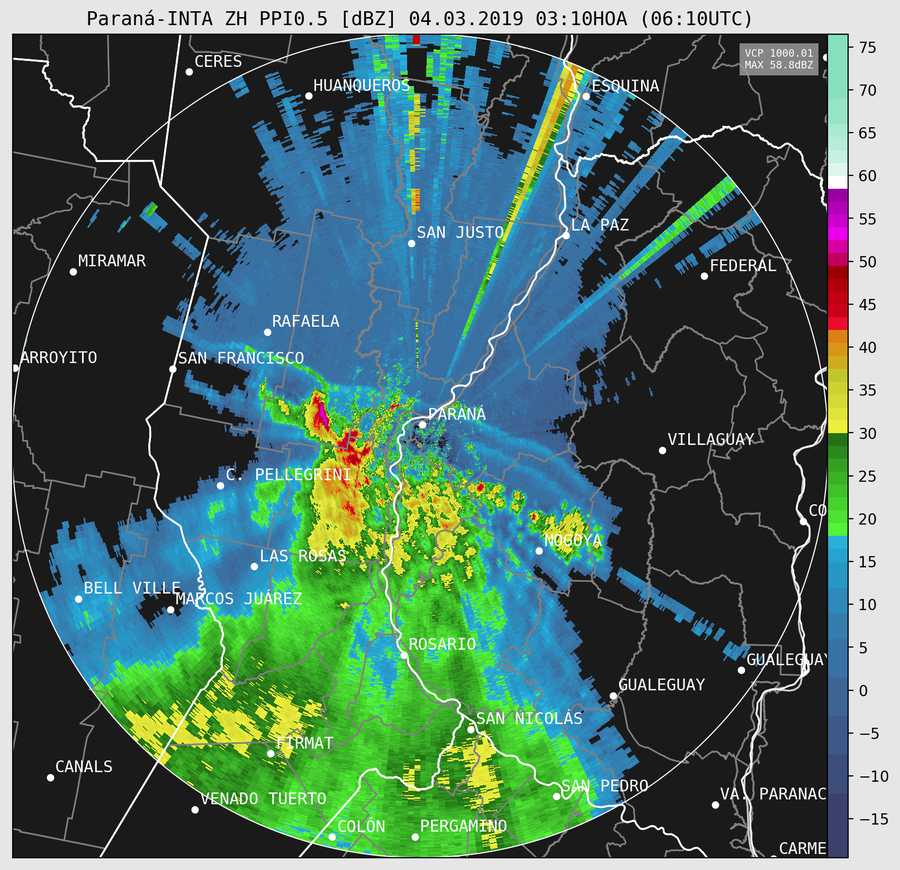 Paraná-INTA ZH PPI0.5 [dBZ] 04.03.2019 03:10HOA (06:10UTC)
VCP 1000.01
MAX 58.8dBZ
CERES
HUANQUEROS
ESQUINA
SAN JUSTO
LA PAZ
MIRAMAR
FEDERAL
RAFAELA
ARROYITO
SAN FRANCISCO
PARANÁ
VILLAGUAY
C. PELLEGRINI
CO
NOGOYÁ
LAS ROSAS
BELL VILLE
MARCOS JUÁREZ
ROSARIO
GUALEGUAY
GUALEGUAY
SAN NICOLÁS
FIRMAT
CANALS
VENADO TUERTO
SAN PEDRO
VA. PARANAC
COLÓN
PERGAMINO
CARME
75
70
65
60
55
50
45
40
35
30
25
20
15
10
5
0
−5
−10
−15